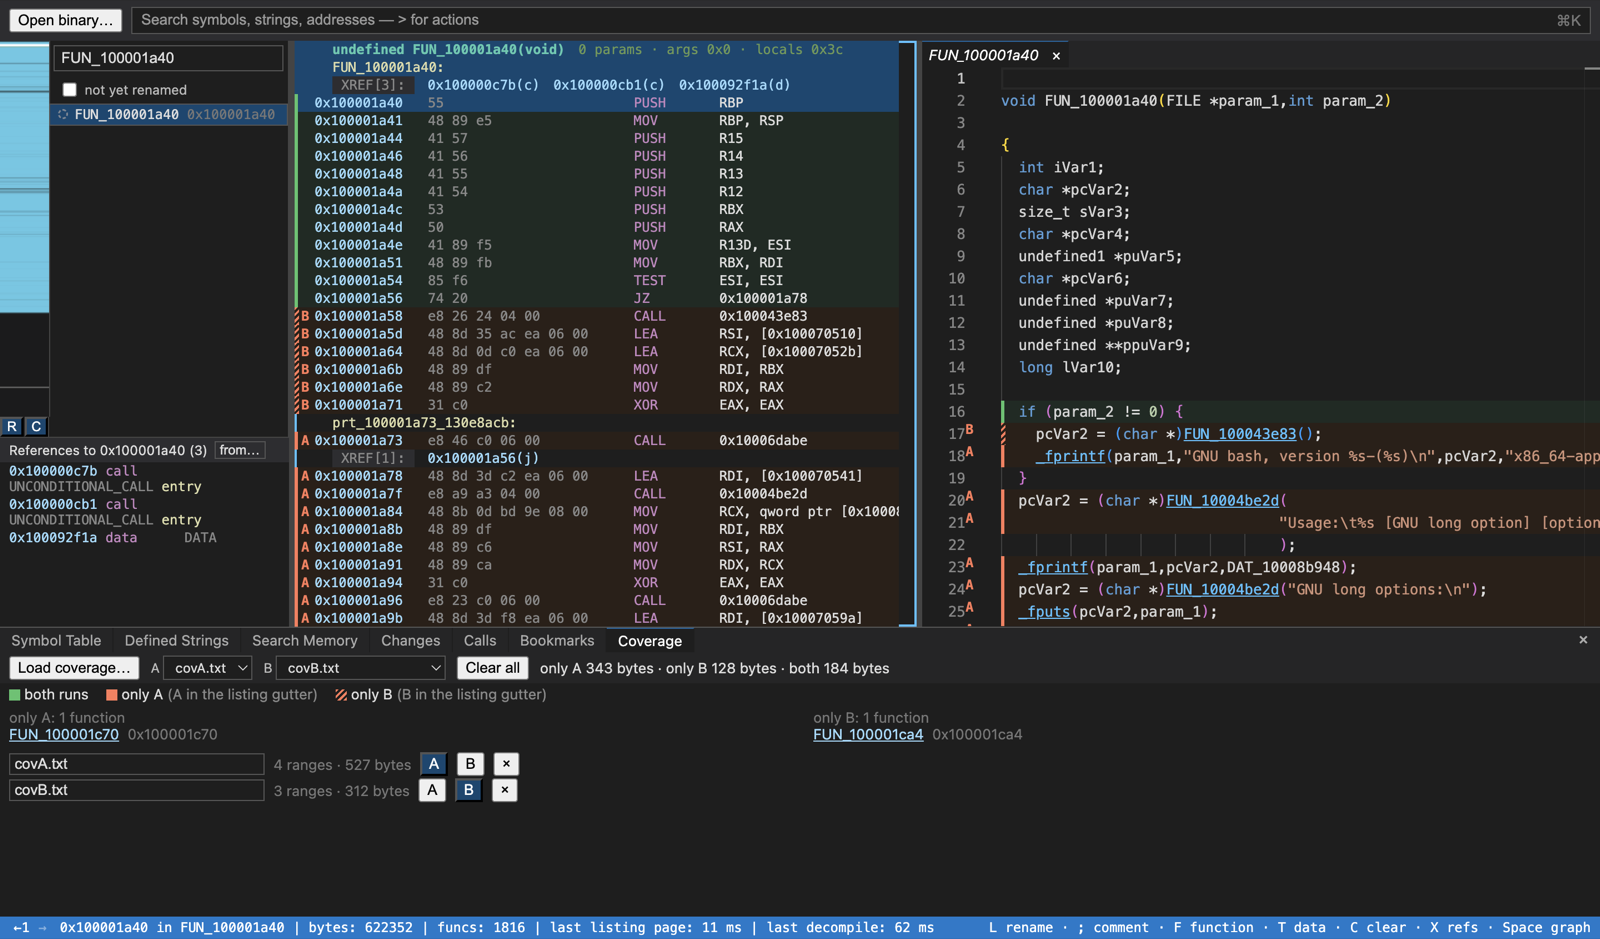 Open binary… Search symbols, strings, addresses — > for actions ⌘K
FUN_100001a40
not yet renamed
FUN_100001a40 0x100001a40
R C
References to 0x100001a40 (3) from…
0x100000c7b call
UNCONDITIONAL_CALL entry
0x100000cb1 call
UNCONDITIONAL_CALL entry
0x100092f1a data DATA
undefined FUN_100001a40(void) 0 params · args 0x0 · locals 0x3c
FUN_100001a40:
XREF[3]: 0x100000c7b(c) 0x100000cb1(c) 0x100092f1a(d)
0x100001a40 55 PUSH RBP
0x100001a41 48 89 e5 MOV RBP, RSP
0x100001a44 41 57 PUSH R15
0x100001a46 41 56 PUSH R14
0x100001a48 41 55 PUSH R13
0x100001a4a 41 54 PUSH R12
0x100001a4c 53 PUSH RBX
0x100001a4d 50 PUSH RAX
0x100001a4e 41 89 f5 MOV R13D, ESI
0x100001a51 48 89 fb MOV RBX, RDI
0x100001a54 85 f6 TEST ESI, ESI
0x100001a56 74 20 JZ 0x100001a78
B 0x100001a58 e8 26 24 04 00 CALL 0x100043e83
B 0x100001a5d 48 8d 35 ac ea 06 00 LEA RSI, [0x100070510]
B 0x100001a64 48 8d 0d c0 ea 06 00 LEA RCX, [0x10007052b]
B 0x100001a6b 48 89 df MOV RDI, RBX
B 0x100001a6e 48 89 c2 MOV RDX, RAX
B 0x100001a71 31 c0 XOR EAX, EAX
prt_100001a73_130e8acb:
A 0x100001a73 e8 46 c0 06 00 CALL 0x10006dabe
XREF[1]: 0x100001a56(j)
A 0x100001a78 48 8d 3d c2 ea 06 00 LEA RDI, [0x100070541]
A 0x100001a7f e8 a9 a3 04 00 CALL 0x10004be2d
A 0x100001a84 48 8b 0d bd 9e 08 00 MOV RCX, qword ptr [0x10008
A 0x100001a8b 48 89 df MOV RDI, RBX
A 0x100001a8e 48 89 c6 MOV RSI, RAX
A 0x100001a91 48 89 ca MOV RDX, RCX
A 0x100001a94 31 c0 XOR EAX, EAX
A 0x100001a96 e8 23 c0 06 00 CALL 0x10006dabe
A 0x100001a9b 48 8d 3d f8 ea 06 00 LEA RDI, [0x10007059a]
FUN_100001a40 ×
1
2 void FUN_100001a40(FILE *param_1,int param_2)
3
4 {
5 int iVar1;
6 char *pcVar2;
7 size_t sVar3;
8 char *pcVar4;
9 undefined1 *puVar5;
10 char *pcVar6;
11 undefined *puVar7;
12 undefined *puVar8;
13 undefined **ppuVar9;
14 long lVar10;
15
16 if (param_2 != 0) {
17 B pcVar2 = (char *)FUN_100043e83();
18 A _fprintf(param_1,"GNU bash, version %s-(%s)\n",pcVar2,"x86_64-app
19 }
20 A pcVar2 = (char *)FUN_10004be2d(
21 A "Usage:\t%s [GNU long option] [option
22 );
23 A _fprintf(param_1,pcVar2,DAT_10008b948);
24 A pcVar2 = (char *)FUN_10004be2d("GNU long options:\n");
25 A _fputs(pcVar2,param_1);
Symbol Table Defined Strings Search Memory Changes Calls Bookmarks Coverage ×
Load coverage… A covA.txt B covB.txt Clear all only A 343 bytes · only B 128 bytes · both 184 bytes
both runs only A (A in the listing gutter) only B (B in the listing gutter)
only A: 1 function
FUN_100001c70 0x100001c70
only B: 1 function
FUN_100001ca4 0x100001ca4
covA.txt 4 ranges · 527 bytes A B ×
covB.txt 3 ranges · 312 bytes A B ×
←1 → 0x100001a40 in FUN_100001a40 | bytes: 622352 | funcs: 1816 | last listing page: 11 ms | last decompile: 62 ms L rename · ; comment · F function · T data · C clear · X refs · Space graph